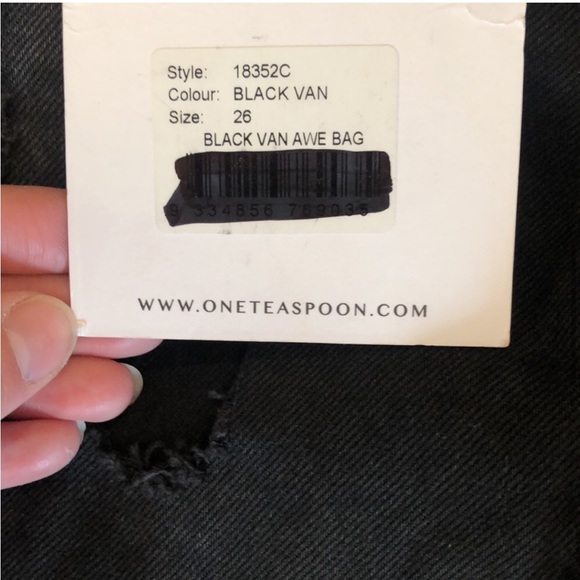 Style: 18352C
Colour: BLACK VAN
Size: 26
BLACK VAN AWE BAG
9 334856
WWW.ONETEASPOON.COM